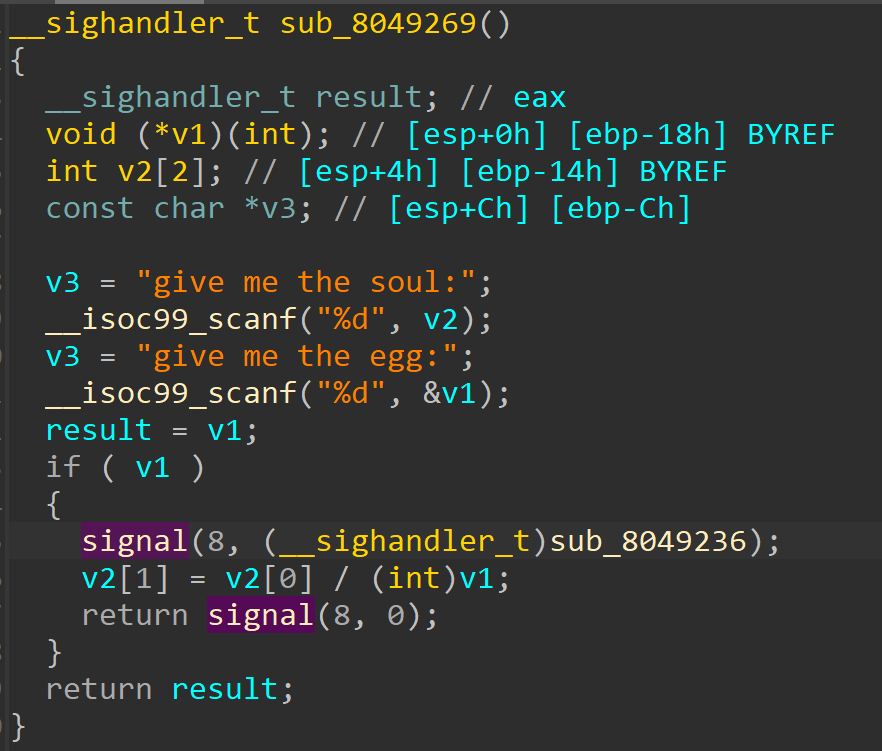 __sighandler_t sub_8049269()
{
  __sighandler_t result; // eax
  void (*v1)(int); // [esp+0h] [ebp-18h] BYREF
  int v2[2]; // [esp+4h] [ebp-14h] BYREF
  const char *v3; // [esp+Ch] [ebp-Ch]

  v3 = "give me the soul:";
  __isoc99_scanf("%d", v2);
  v3 = "give me the egg:";
  __isoc99_scanf("%d", &v1);
  result = v1;
  if ( v1 )
  {
    signal(8, (__sighandler_t)sub_8049236);
    v2[1] = v2[0] / (int)v1;
    return signal(8, 0);
  }
  return result;
}